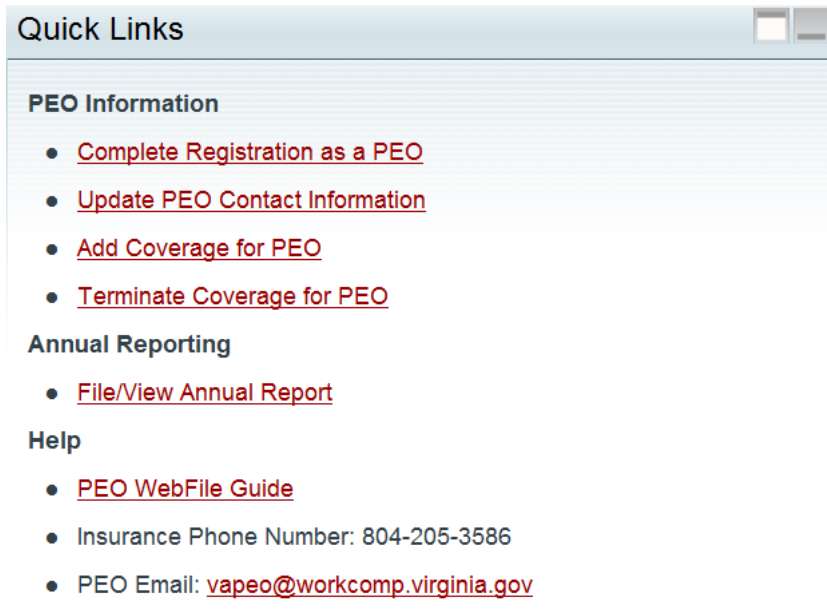 Quick Links
PEO Information
Complete Registration as a PEO
Update PEO Contact Information
Add Coverage for PEO
Terminate Coverage for PEO
Annual Reporting
File/View Annual Report
Help
PEO WebFile Guide
Insurance Phone Number: 804-205-3586
PEO Email: vapeo@workcomp.virginia.gov